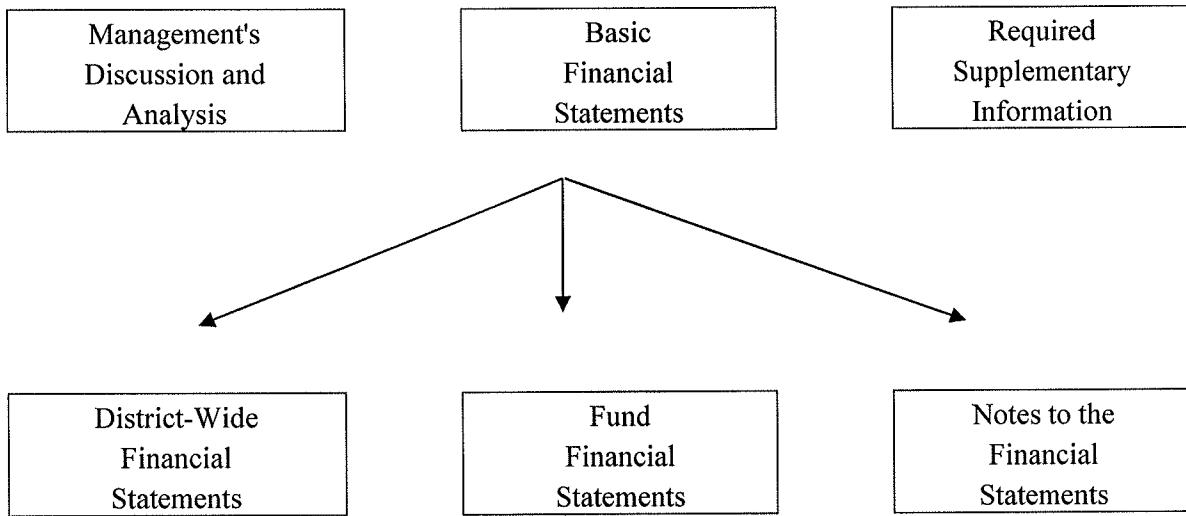 Management's
Discussion and
Analysis
Basic
Financial
Statements
Required
Supplementary
Information
District-Wide
Financial
Statements
Fund
Financial
Statements
Notes to the
Financial
Statements